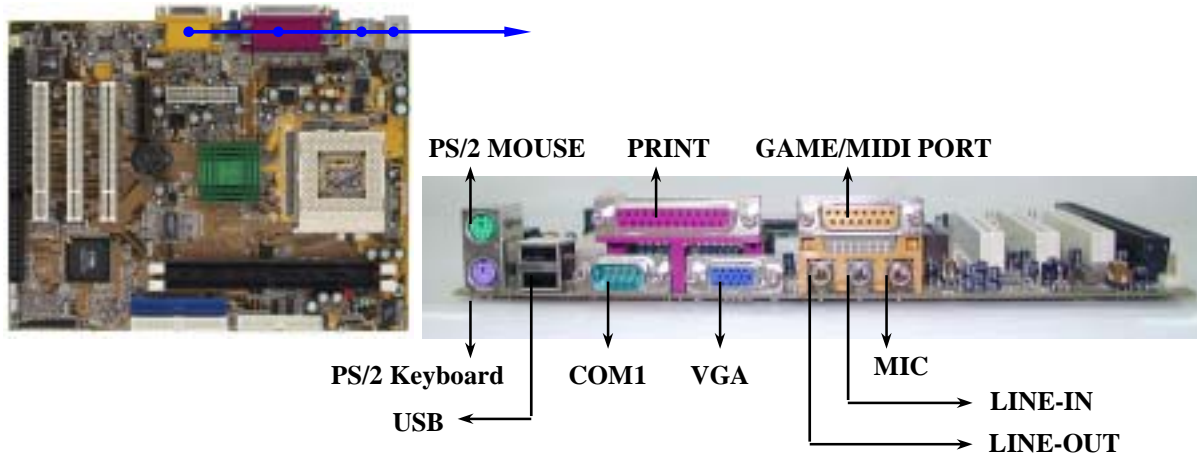 PS/2 MOUSE PRINT GAME/MIDI PORT
PS/2 Keyboard COM1 VGA MIC
USB LINE-IN
LINE-OUT